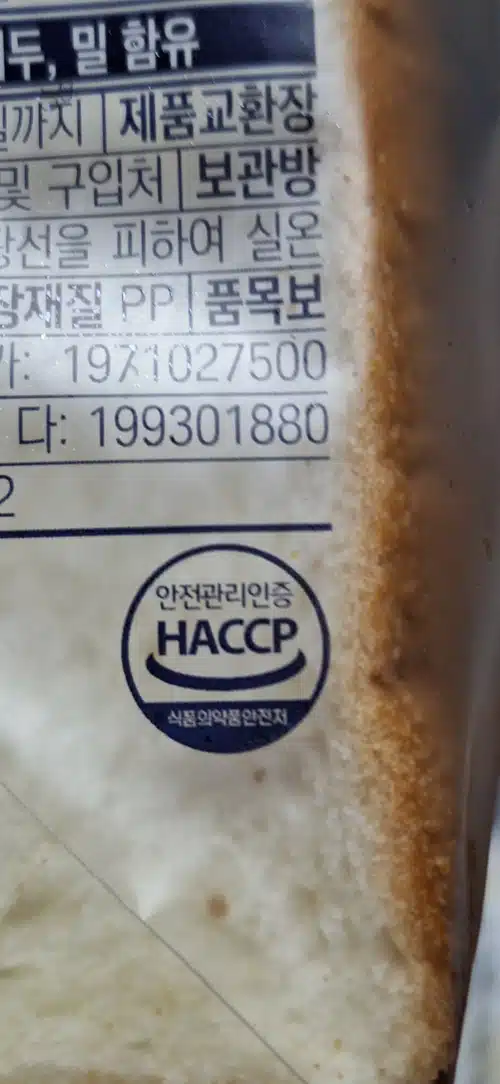 두, 밀 함유
까지 | 제품교환장
및 구입처 | 보관방
선을 피하여 실온
장재질 PP | 품목보
가: 1971027500
다: 199301880
2
안전관리인증
HACCP
식품의약품안전처